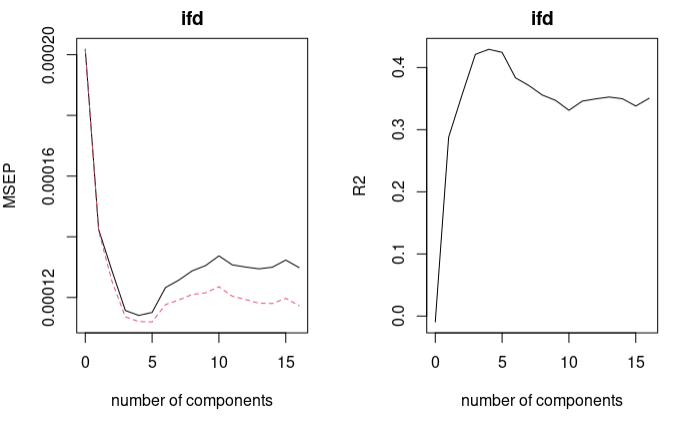 ifd
MSEP
0.00012 0.00016 0.00020
0 5 10 15
number of components
ifd
R2
0.0 0.1 0.2 0.3 0.4
0 5 10 15
number of components